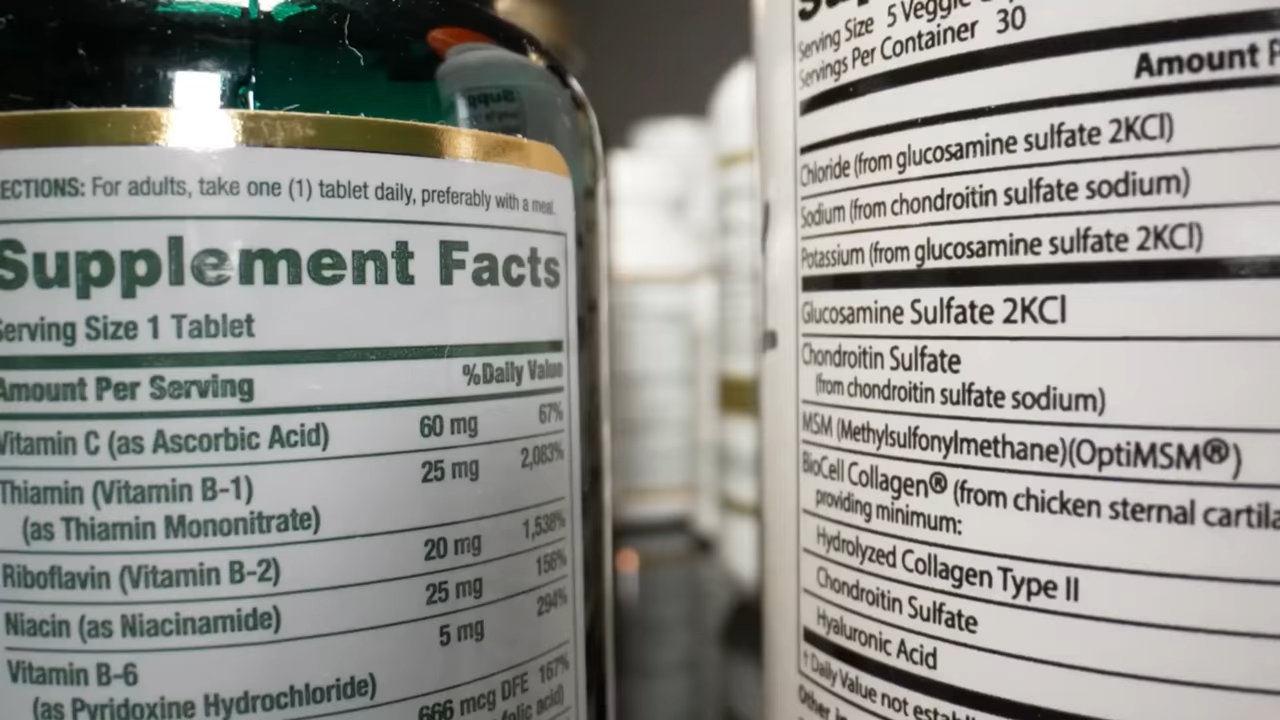 ECTIONS: For adults, take one (1) tablet daily, preferably with a meal.
Supplement Facts
Serving Size 1 Tablet
Amount Per Serving %Daily Value
Vitamin C (as Ascorbic Acid) 60 mg 67%
Thiamin (Vitamin B-1) 25 mg 2,083%
(as Thiamin Mononitrate)
Riboflavin (Vitamin B-2) 20 mg 1,538%
Niacin (as Niacinamide) 25 mg 156%
Vitamin B-6 5 mg 294%
(as Pyridoxine Hydrochloride)
666 mcg DFE 167%
folic acid)
Serving Size 5 Veggie
Servings Per Container 30
Amount P
Chloride (from glucosamine sulfate 2KCl)
Sodium (from chondroitin sulfate sodium)
Potassium (from glucosamine sulfate 2KCl)
Glucosamine Sulfate 2KCl
Chondroitin Sulfate
(from chondroitin sulfate sodium)
MSM (Methylsulfonylmethane)(OptiMSM®)
BioCell Collagen® (from chicken sternal cartila
providing minimum:
Hydrolyzed Collagen Type II
Chondroitin Sulfate
Hyaluronic Acid
† Daily Value not establ
Other in